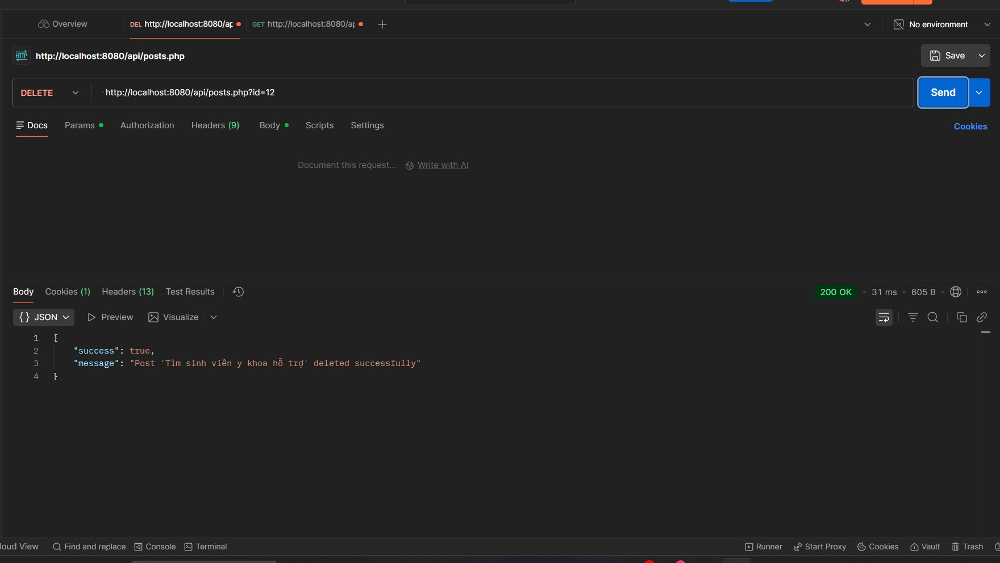 Overview
DEL http://localhost:8080/ap
GET http://localhost:8080/ap
No environment
HTTP http://localhost:8080/api/posts.php
Save
DELETE http://localhost:8080/api/posts.php?id=12
Send
Docs Params Authorization Headers (9) Body Scripts Settings
Cookies
Document this request... Write with AI
Body Cookies (1) Headers (13) Test Results
200 OK • 31 ms • 605 B
{} JSON Preview Visualize
1 {
2 "success": true,
3 "message": "Post 'Tìm sinh viên y khoa hỗ trợ' deleted successfully"
4 }
loud View Find and replace Console Terminal
Runner Start Proxy Cookies Vault Trash